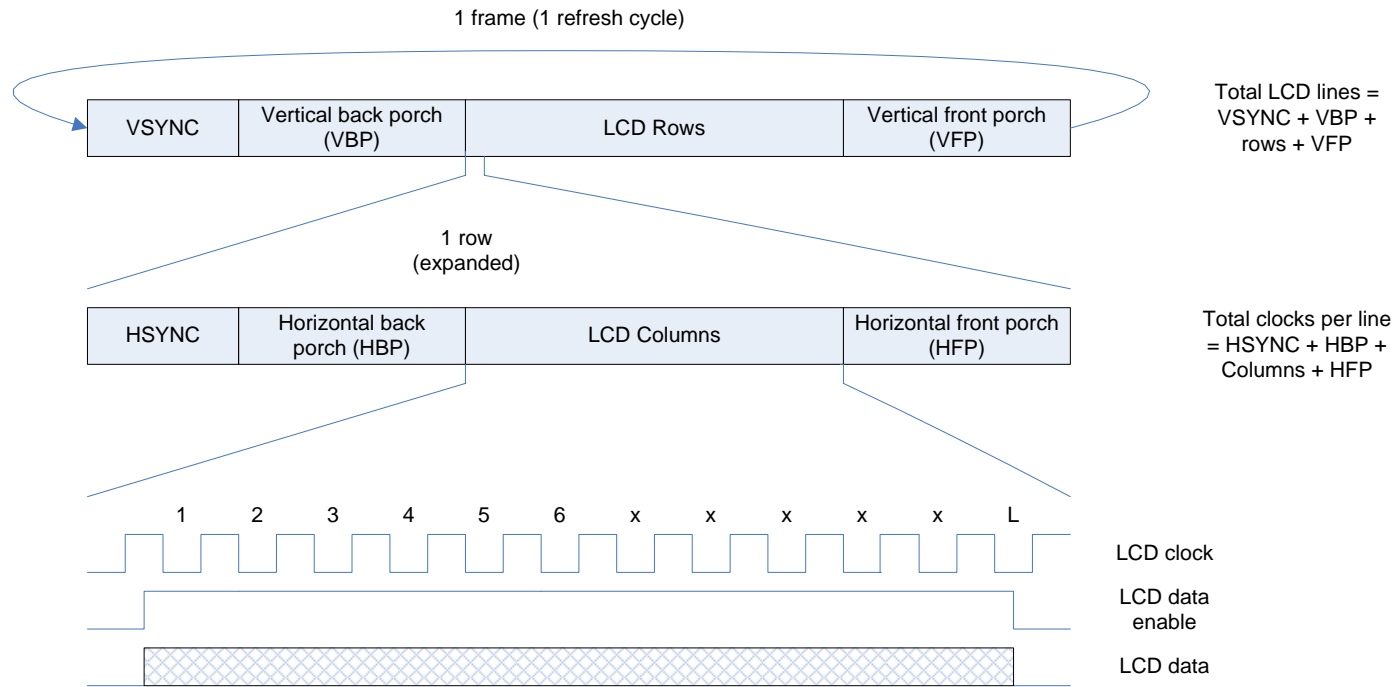 1 frame (1 refresh cycle)
VSYNC
Vertical back porch
(VBP)
LCD Rows
Vertical front porch
(VFP)
Total LCD lines =
VSYNC + VBP +
rows + VFP
1 row
(expanded)
HSYNC
Horizontal back
porch (HBP)
LCD Columns
Horizontal front porch
(HFP)
Total clocks per line
= HSYNC + HBP +
Columns + HFP
1 2 3 4 5 6 x x x x x L
LCD clock
LCD data
enable
LCD data